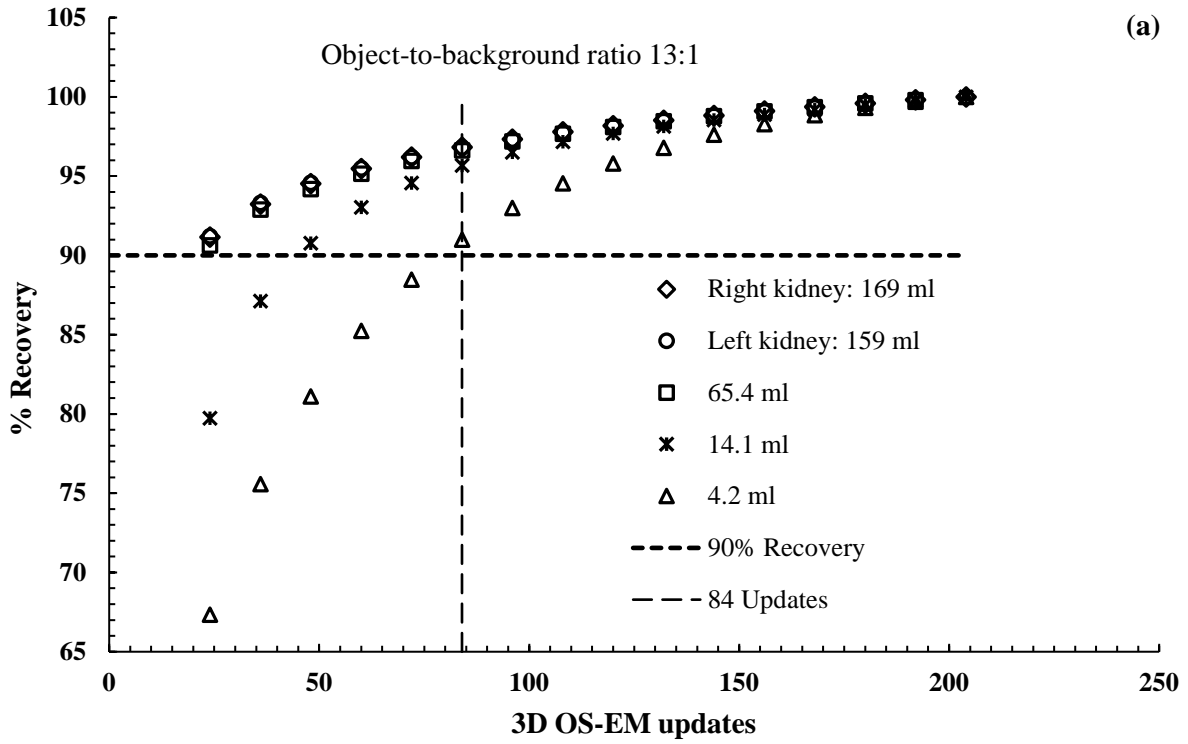 (a)
Object-to-background ratio 13:1
% Recovery
105
100
95
90
85
80
75
70
65
Right kidney: 169 ml
Left kidney: 159 ml
65.4 ml
14.1 ml
4.2 ml
90% Recovery
84 Updates
0 50 100 150 200 250
3D OS-EM updates